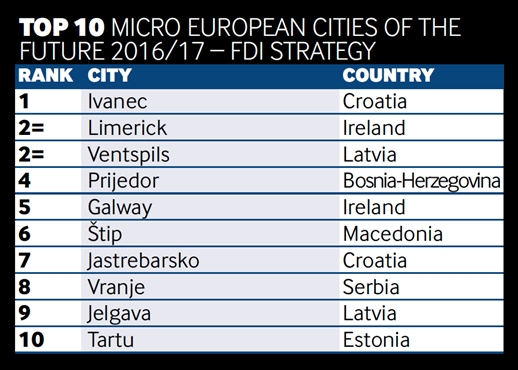 TOP 10 MICRO EUROPEAN CITIES OF THE
FUTURE 2016/17 – FDI STRATEGY
RANK CITY COUNTRY
1 Ivanec Croatia
2= Limerick Ireland
2= Ventspils Latvia
4 Prijedor Bosnia-Herzegovina
5 Galway Ireland
6 Štip Macedonia
7 Jastrebarsko Croatia
8 Vranje Serbia
9 Jelgava Latvia
10 Tartu Estonia